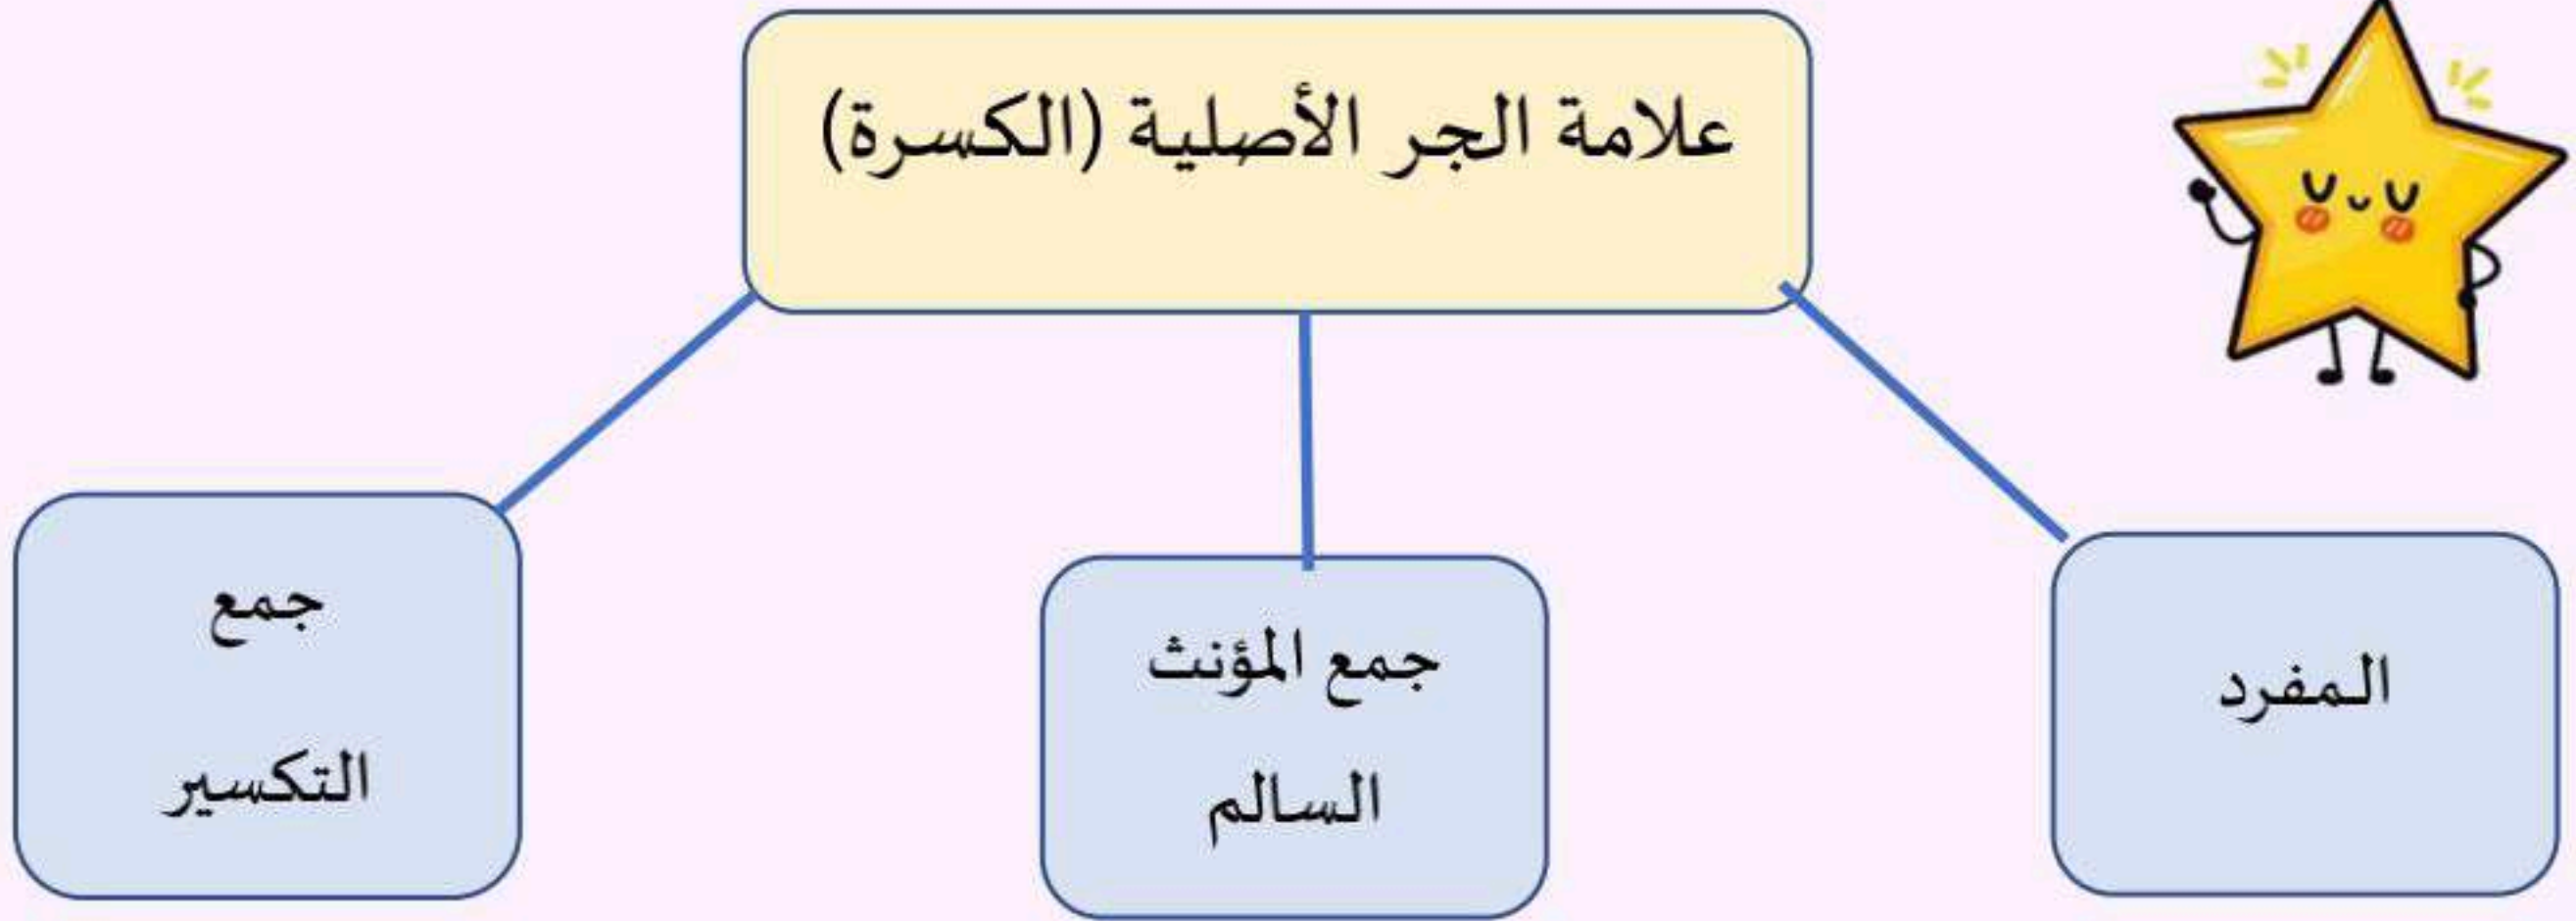 علامة الجر الأصلية (الكسرة)
المفرد
جمع المؤنث
السالم
جمع
التكسير